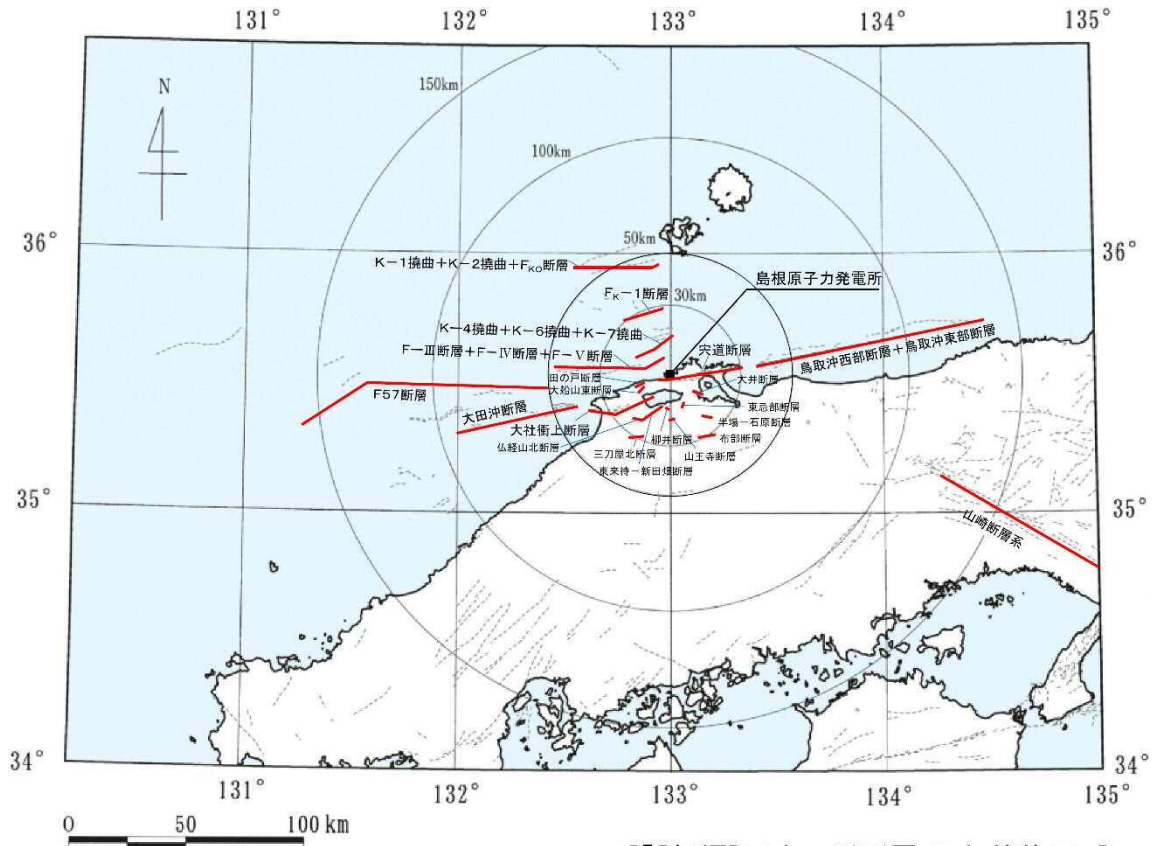 131°
132°
133°
134°
135°
N
150km
100km
36°
36°
50km
K－1撓曲＋K－2撓曲＋FKO断層
島根原子力発電所
30km
FK－1断層
K－4撓曲＋K－6撓曲＋K－7撓曲
宍道断層
F－Ⅲ断層＋F－Ⅳ断層＋F－Ⅴ断層
鳥取沖西部断層＋鳥取沖東部断層
田の戸断層
大井断層
大船山東断層
F57断層
東忌部断層
大田沖断層
半場－石原断層
大社衝上断層
布部断層
仏経山北断層
柳井断層
三刀屋北断層
山王寺断層
東来待－新田畑断層
35°
35°
山崎断層系
34°
34°
131°
132°
133°
134°
135°
0
50
100 km